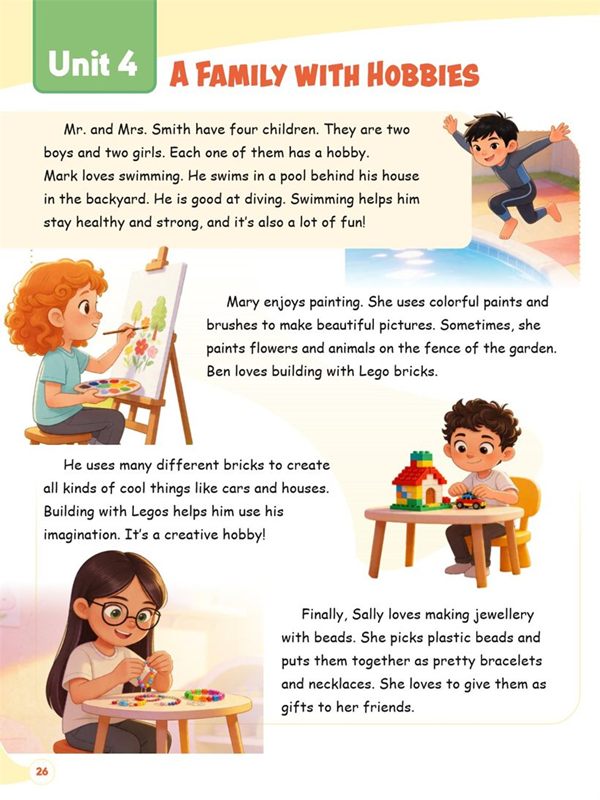 Unit 4
A FAMILY WITH HOBBIES
Mr. and Mrs. Smith have four children. They are two
boys and two girls. Each one of them has a hobby.
Mark loves swimming. He swims in a pool behind his house
in the backyard. He is good at diving. Swimming helps him
stay healthy and strong, and it's also a lot of fun!
Mary enjoys painting. She uses colorful paints and
brushes to make beautiful pictures. Sometimes, she
paints flowers and animals on the fence of the garden.
Ben loves building with Lego bricks.
He uses many different bricks to create
all kinds of cool things like cars and houses.
Building with Legos helps him use his
imagination. It's a creative hobby!
Finally, Sally loves making jewellery
with beads. She picks plastic beads and
puts them together as pretty bracelets
and necklaces. She loves to give them as
gifts to her friends.
26